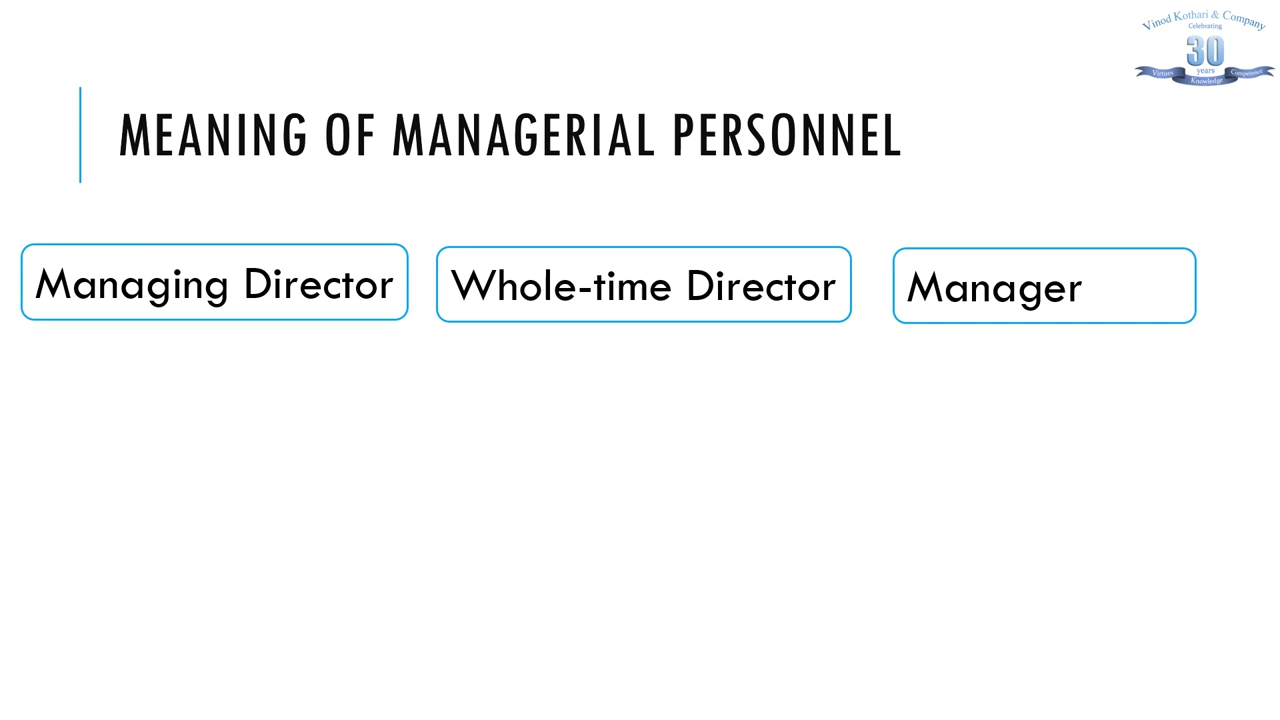 Vinod Kothari & Company
Celebrating
30
years
Virtues
Knowledge
Competence
MEANING OF MANAGERIAL PERSONNEL
Managing Director
Whole-time Director
Manager